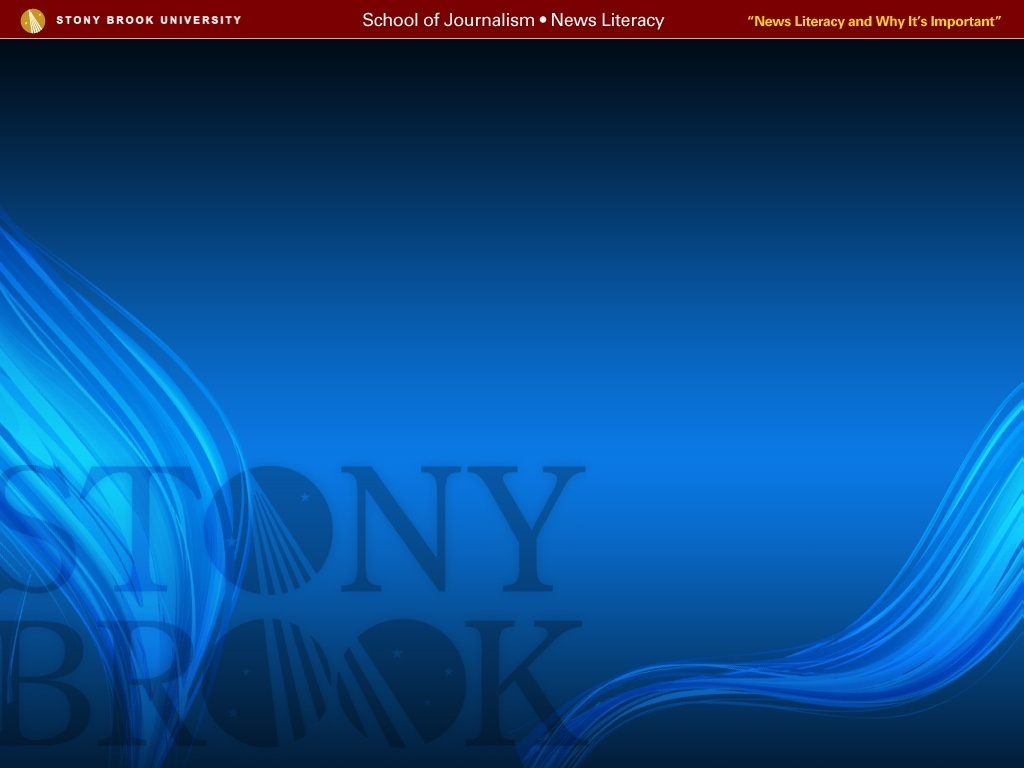 STONY BROOK UNIVERSITY
School of Journalism • News Literacy
“News Literacy and Why It’s Important”
STONY
BROOK